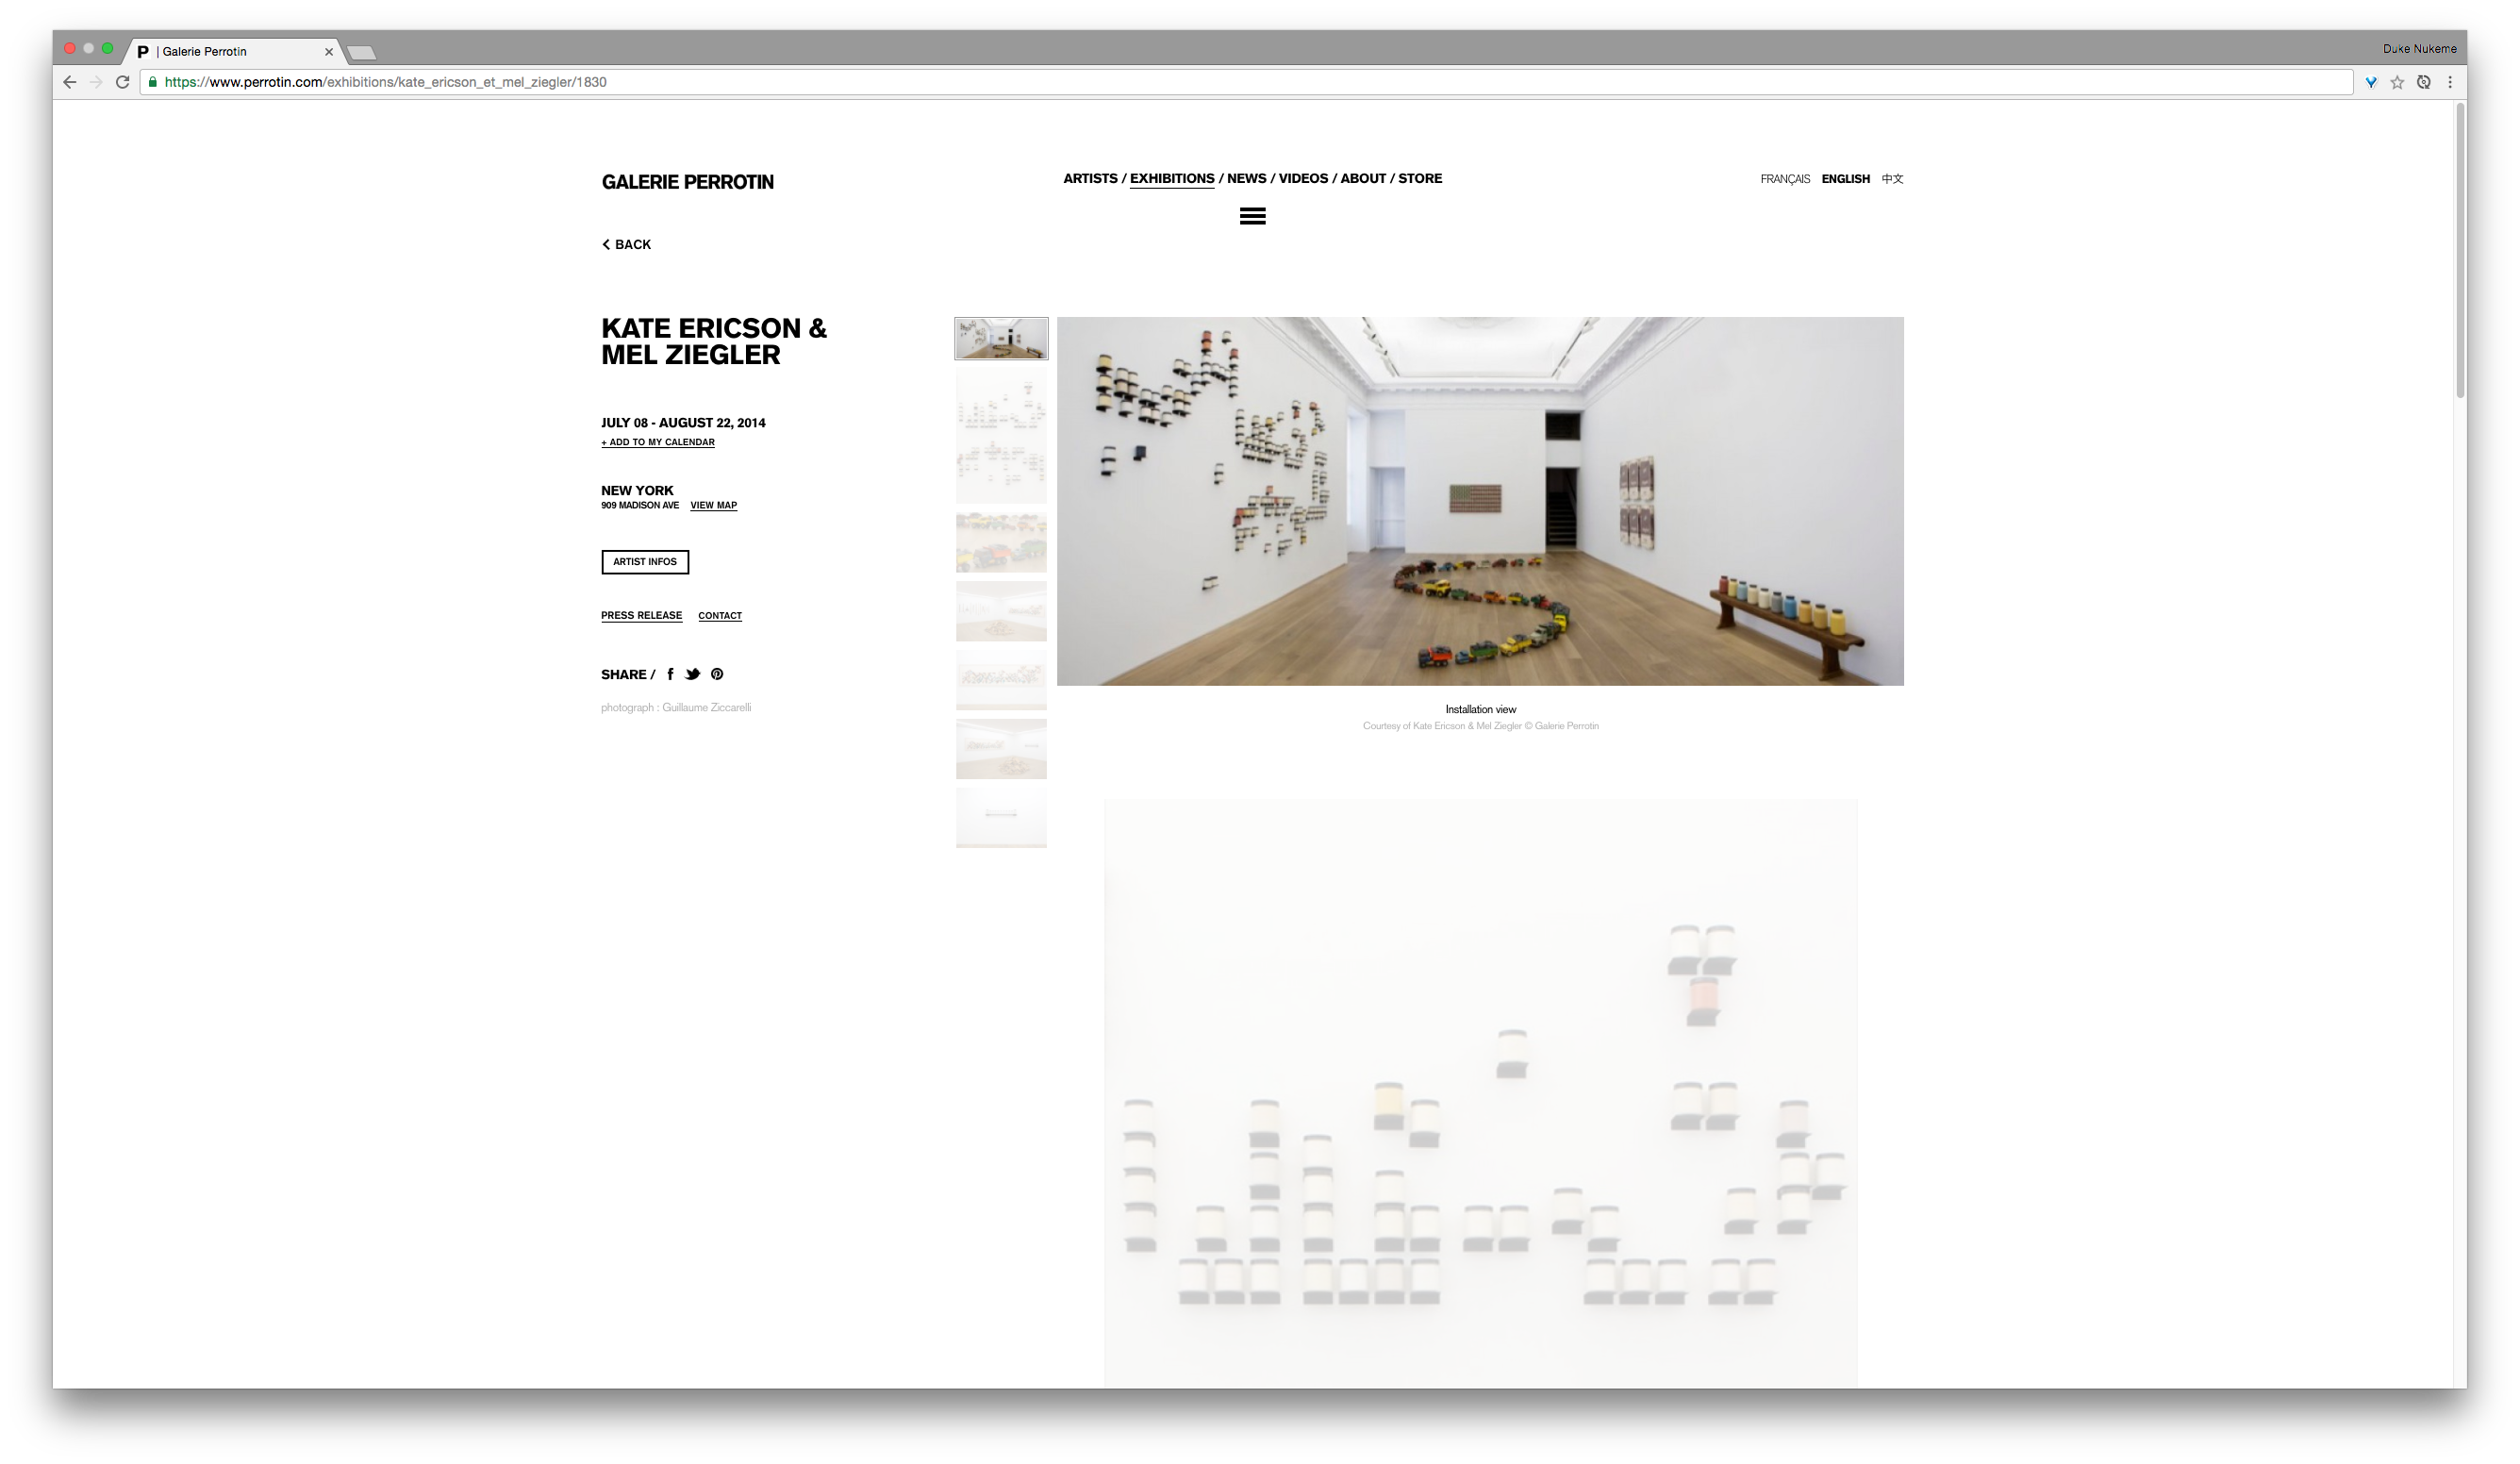 P | Galerie Perrotin
Duke Nukeme
https://www.perrotin.com/exhibitions/kate_ericson_et_mel_ziegler/1830
GALERIE PERROTIN
ARTISTS / EXHIBITIONS / NEWS / VIDEOS / ABOUT / STORE
FRANÇAIS ENGLISH 中文
BACK
KATE ERICSON &
MEL ZIEGLER
JULY 08 - AUGUST 22, 2014
+ ADD TO MY CALENDAR
NEW YORK
909 MADISON AVE VIEW MAP
ARTIST INFOS
PRESS RELEASE CONTACT
SHARE /
photograph : Guillaume Ziccarelli
Installation view
Courtesy of Kate Ericson & Mel Ziegler © Galerie Perrotin